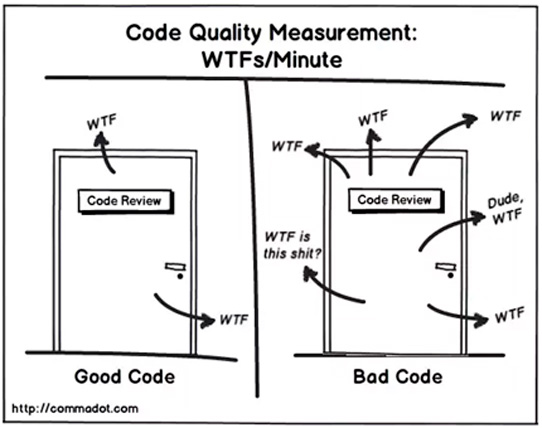 Code Quality Measurement:
WTFs/Minute
WTF
Code Review
WTF
Good Code
WTF
WTF
WTF
Code Review
Dude,
WTF
WTF is
this shit?
WTF
Bad Code
http://commadot.com